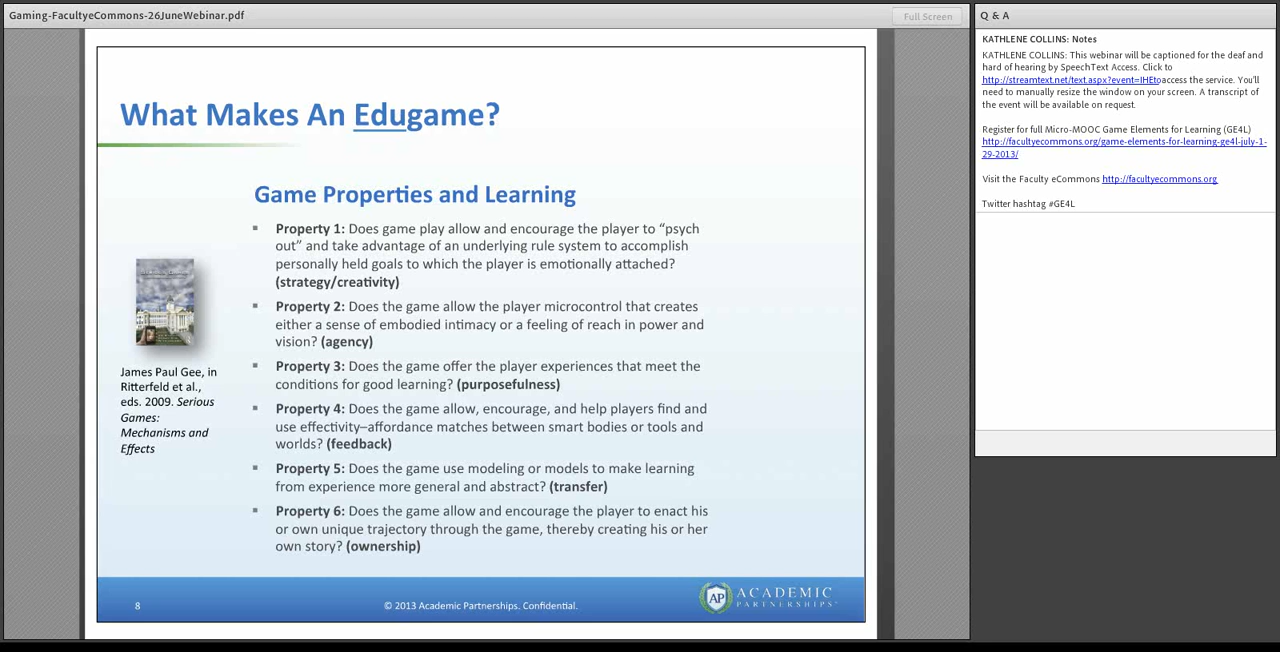 Gaming-FacultyeCommons-26JuneWebinar.pdf
Full Screen
What Makes An Edugame?
Game Properties and Learning
▪ Property 1: Does game play allow and encourage the player to “psych
out” and take advantage of an underlying rule system to accomplish
personally held goals to which the player is emotionally attached?
(strategy/creativity)
▪ Property 2: Does the game allow the player microcontrol that creates
either a sense of embodied intimacy or a feeling of reach in power and
vision? (agency)
▪ Property 3: Does the game offer the player experiences that meet the
conditions for good learning? (purposefulness)
▪ Property 4: Does the game allow, encourage, and help players find and
use effectivity–affordance matches between smart bodies or tools and
worlds? (feedback)
▪ Property 5: Does the game use modeling or models to make learning
from experience more general and abstract? (transfer)
▪ Property 6: Does the game allow and encourage the player to enact his
or own unique trajectory through the game, thereby creating his or her
own story? (ownership)
James Paul Gee, in
Ritterfeld et al.,
eds. 2009. Serious
Games:
Mechanisms and
Effects
8
© 2013 Academic Partnerships. Confidential.
AP
ACADEMIC
PARTNERSHIPS
Q & A
KATHLENE COLLINS: Notes
KATHLENE COLLINS: This webinar will be captioned for the deaf and
hard of hearing by SpeechText Access. Click to
http://streamtext.net/text.aspx?event=IHEtoaccess the service. You'll
need to manually resize the window on your screen. A transcript of
the event will be available on request.
Register for full Micro-MOOC Game Elements for Learning (GE4L)
http://facultyecommons.org/game-elements-for-learning-ge4l-july-1-
29-2013/
Visit the Faculty eCommons http://facultyecommons.org
Twitter hashtag #GE4L